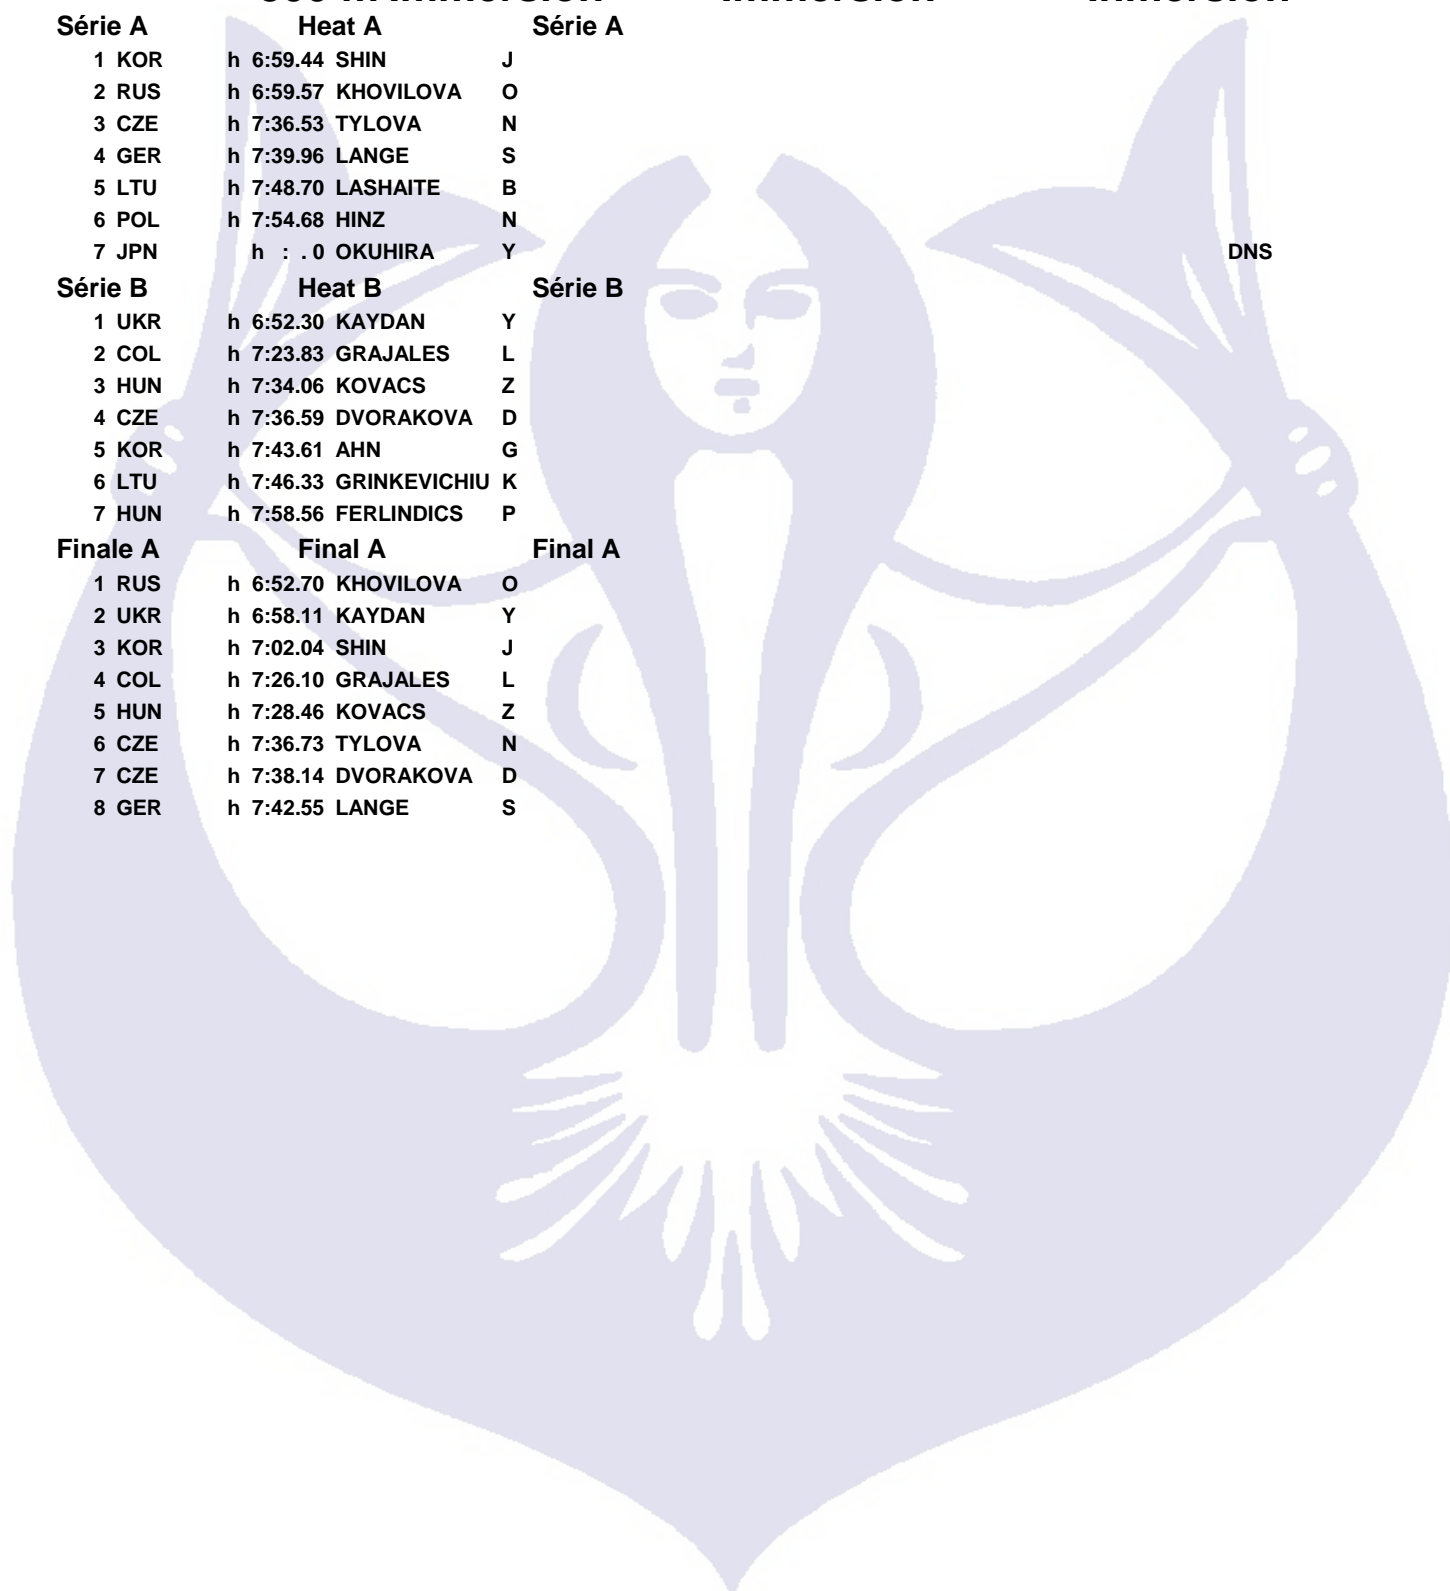 Série A Heat A Série A
1 KOR h 6:59.44 SHIN J
2 RUS h 6:59.57 KHOVILOVA O
3 CZE h 7:36.53 TYLOVA N
4 GER h 7:39.96 LANGE S
5 LTU h 7:48.70 LASHAITE B
6 POL h 7:54.68 HINZ N
7 JPN h : . 0 OKUHIRA Y DNS
Série B Heat B Série B
1 UKR h 6:52.30 KAYDAN Y
2 COL h 7:23.83 GRAJALES L
3 HUN h 7:34.06 KOVACS Z
4 CZE h 7:36.59 DVORAKOVA D
5 KOR h 7:43.61 AHN G
6 LTU h 7:46.33 GRINKEVICHIU K
7 HUN h 7:58.56 FERLINDICS P
Finale A Final A Final A
1 RUS h 6:52.70 KHOVILOVA O
2 UKR h 6:58.11 KAYDAN Y
3 KOR h 7:02.04 SHIN J
4 COL h 7:26.10 GRAJALES L
5 HUN h 7:28.46 KOVACS Z
6 CZE h 7:36.73 TYLOVA N
7 CZE h 7:38.14 DVORAKOVA D
8 GER h 7:42.55 LANGE S